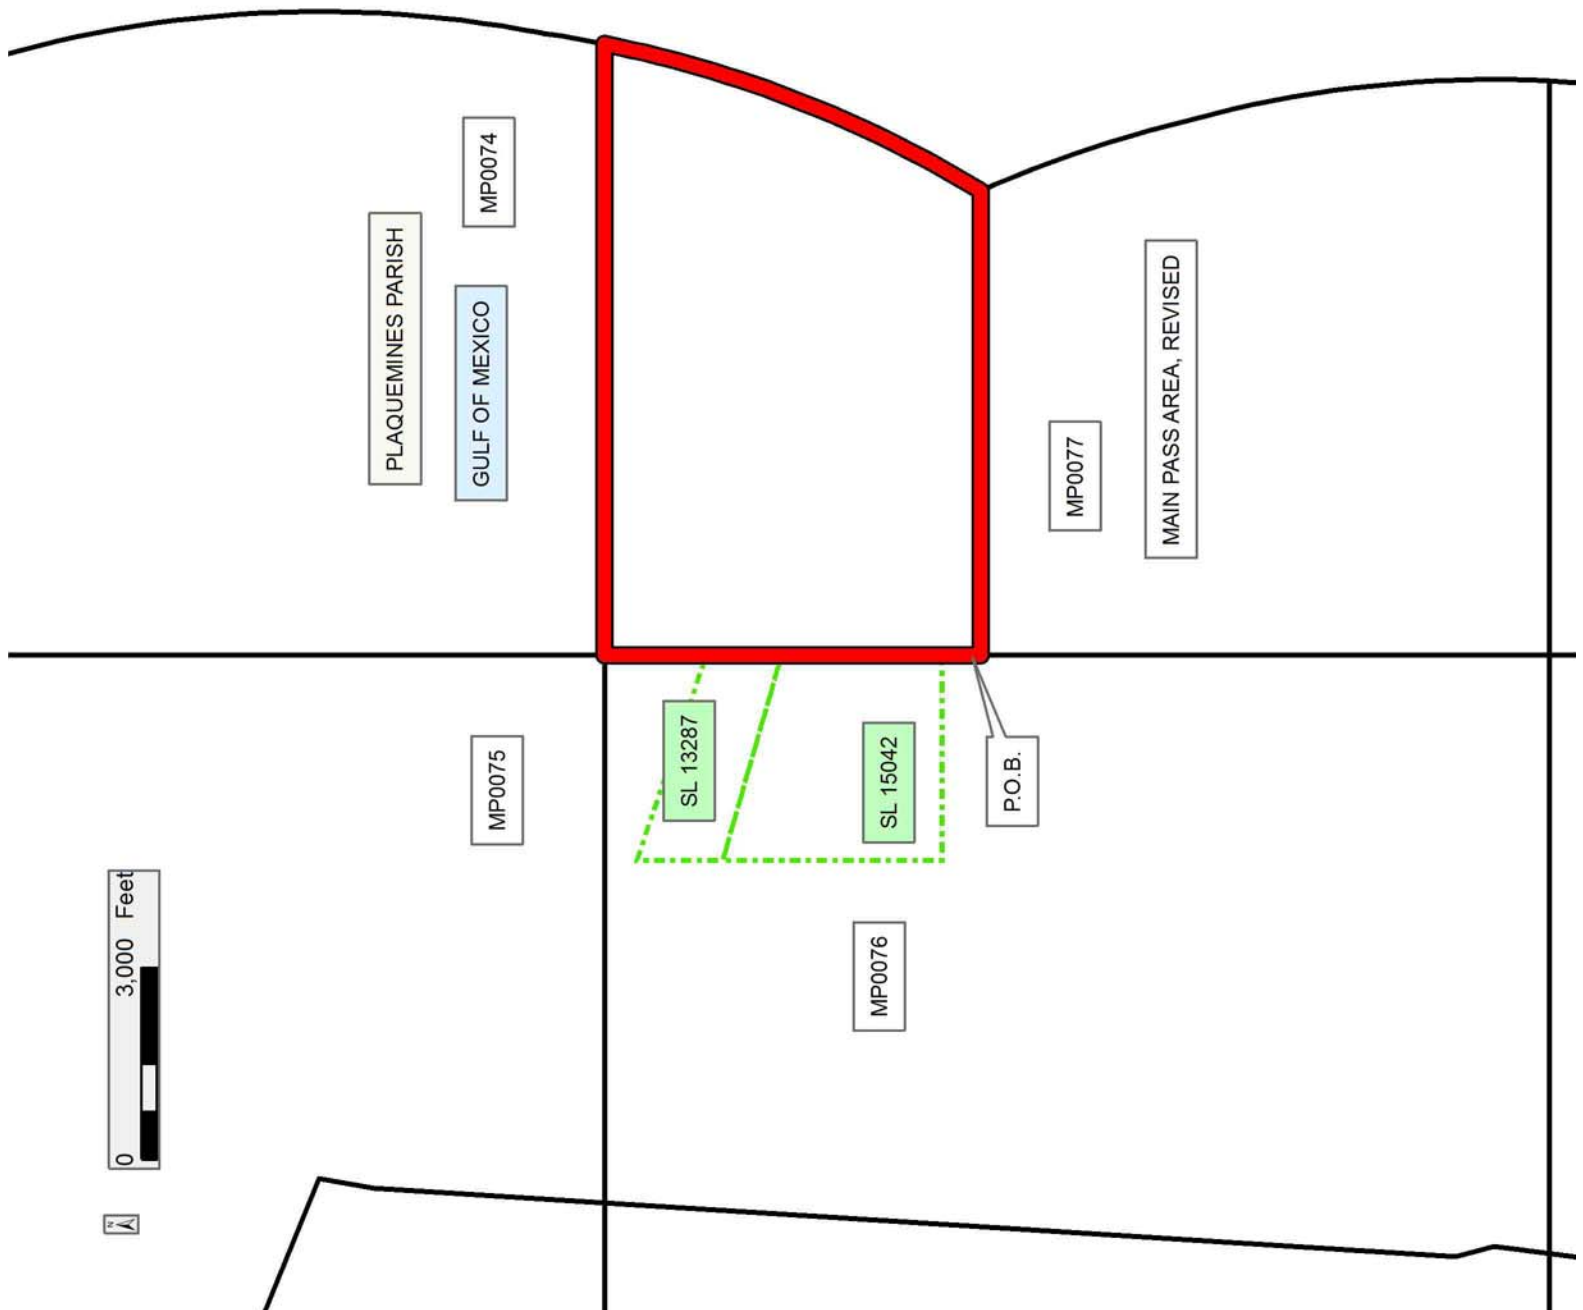 N
0 3,000 Feet
PLAQUEMINES PARISH
GULF OF MEXICO
MP0074
MP0075
SL 13287
SL 15042
MP0076
P.O.B.
MP0077
MAIN PASS AREA, REVISED